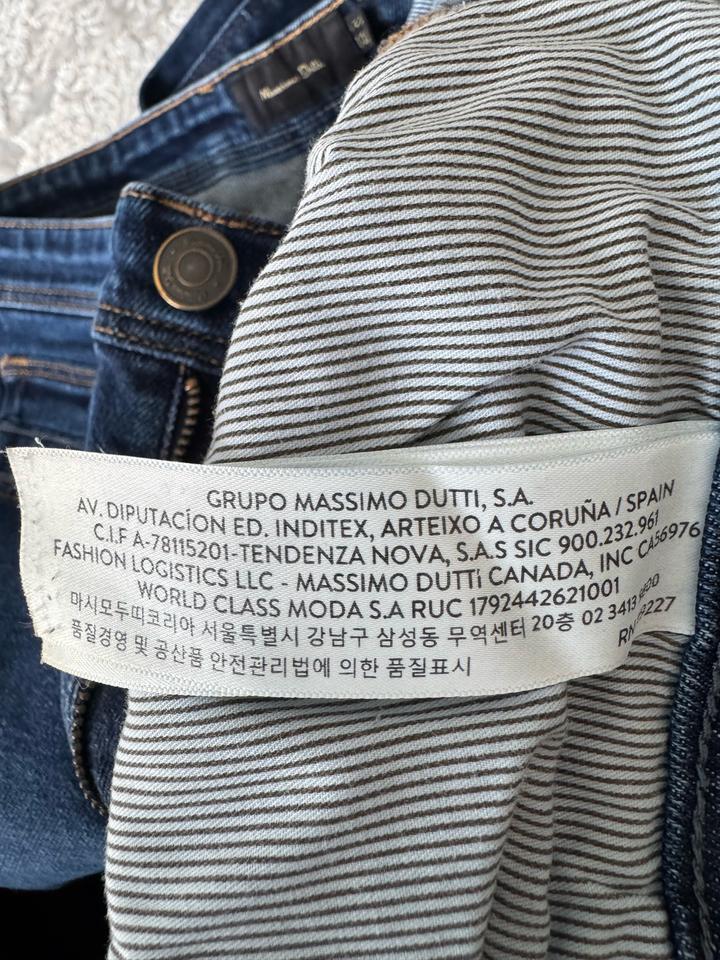 Massimo Dutti
GRUPO MASSIMO DUTTI, S.A.
AV. DIPUTACÍON ED. INDITEX, ARTEIXO A CORUÑA / SPAIN
C.I.F A-78115201-TENDENZA NOVA, S.A.S SIC 900.232.961
FASHION LOGISTICS LLC - MASSIMO DUTTi CANADA, INC CA56976
WORLD CLASS MODA S.A RUC 1792442621001
마시모두띠코리아 서울특별시 강남구 삼성동 무역센터 20층 02 3413
품질경영 및 공산품 안전관리법에 의한 품질표시